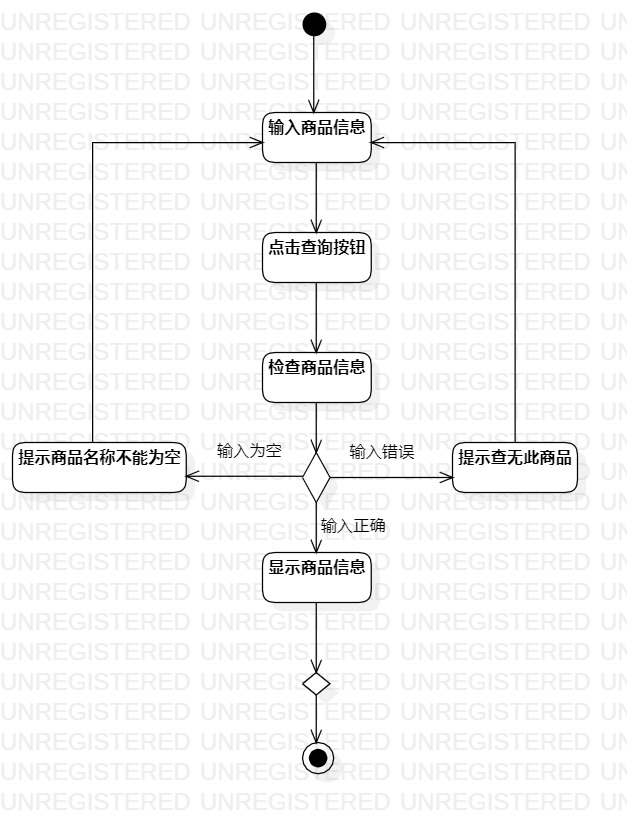 输入商品信息
点击查询按钮
检查商品信息
输入为空
输入错误
提示商品名称不能为空
提示查无此商品
输入正确
显示商品信息
UNREGISTERED